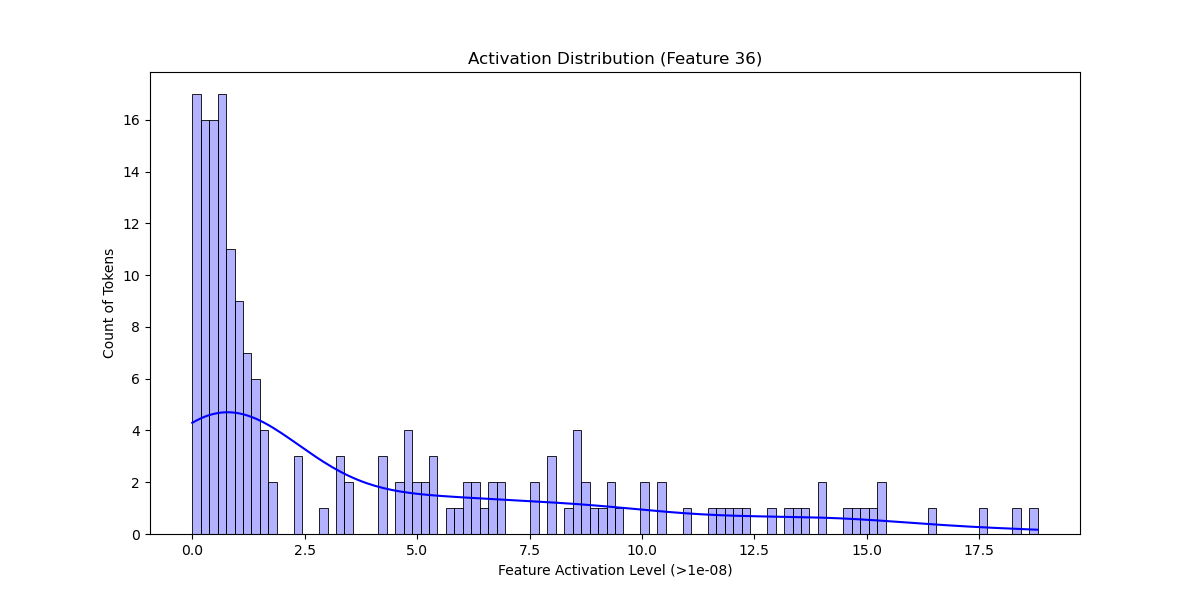 Activation Distribution (Feature 36)
Count of Tokens
16
14
12
10
8
6
4
2
0
0.0 2.5 5.0 7.5 10.0 12.5 15.0 17.5
Feature Activation Level (>1e-08)